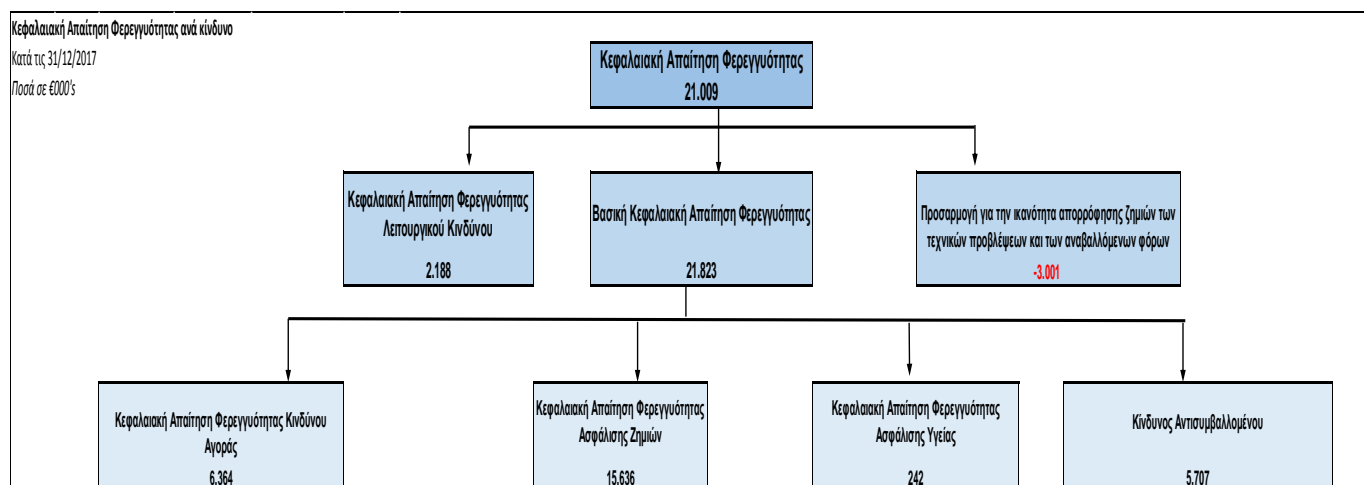 Κεφαλαιακή Απαίτηση Φερεγγυότητας ανά κίνδυνο
Κατά τις 31/12/2017
Ποσά σε €000's
Κεφαλαιακή Απαίτηση Φερεγγυότητας
21.009
Κεφαλαιακή Απαίτηση Φερεγγυότητας
Λειτουργικού Κινδύνου
2.188
Βασική Κεφαλαιακή Απαίτηση Φερεγγυότητας
21.823
Προσαρμογή για την ικανότητα απορρόφησης ζημιών των
τεχνικών προβλέψεων και των αναβαλλόμενων φόρων
-3.001
Κεφαλαιακή Απαίτηση Φερεγγυότητας Κινδύνου
Αγοράς
6.364
Κεφαλαιακή Απαίτηση Φερεγγυότητας
Ασφάλισης Ζημιών
15.636
Κεφαλαιακή Απαίτηση Φερεγγυότητας
Ασφάλισης Υγείας
242
Κίνδυνος Αντισυμβαλλομένου
5.707